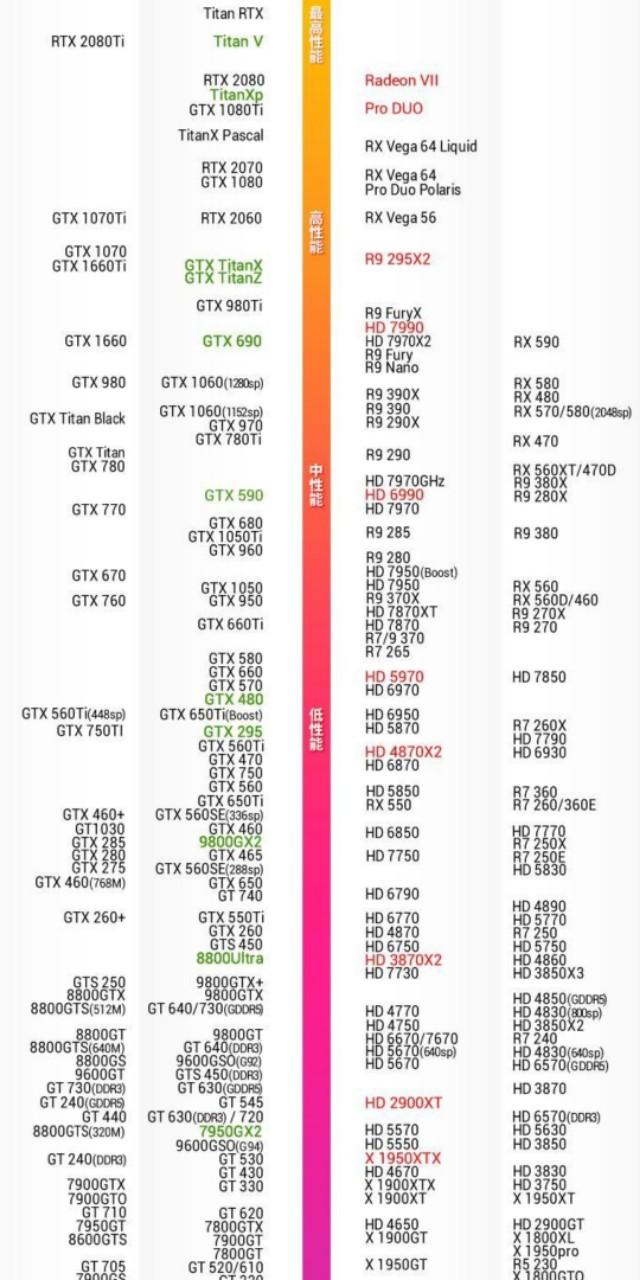 RTX 2080Ti
GTX 1070Ti
GTX 1070
GTX 1660Ti
GTX 1660
GTX 980
GTX Titan Black
GTX Titan
GTX 780
GTX 770
GTX 670
GTX 760
GTX 560Ti(448sp)
GTX 750TI
GTX 460+
GT1030
GTX 285
GTX 280
GTX 275
GTX 460(768M)
GTX 260+
GTS 250
8800GTX
8800GTS(512M)
8800GT
8800GTS(640M)
8800GS
9600GT
GT 730(DDR3)
GT 240(GDDR5)
GT 440
8800GTS(320M)
GT 240(DDR3)
7900GTX
7900GTO
GT 710
7950GT
8600GTS
GT 705
7900GS
Titan RTX
Titan V
RTX 2080
TitanXp
GTX 1080Ti
TitanX Pascal
RTX 2070
GTX 1080
RTX 2060
GTX TitanX
GTX TitanZ
GTX 980Ti
GTX 690
GTX 1060(1280sp)
GTX 1060(1152sp)
GTX 970
GTX 780Ti
GTX 590
GTX 680
GTX 1050Ti
GTX 960
GTX 1050
GTX 950
GTX 660Ti
GTX 580
GTX 660
GTX 570
GTX 480
GTX 650Ti(Boost)
GTX 295
GTX 560Ti
GTX 470
GTX 750
GTX 560
GTX 650Ti
GTX 560SE(336sp)
GTX 460
9800GX2
GTX 465
GTX 560SE(288sp)
GTX 650
GT 740
GTX 550Ti
GTX 260
GTS 450
8800Ultra
9800GTX+
9800GTX
GT 640/730(GDDR5)
9800GT
GT 640(DDR3)
9600GSO(G92)
GTS 450(DDR3)
GT 630(GDDR5)
GT 545
GT 630(DDR3) / 720
7950GX2
9600GSO(G94)
GT 530
GT 430
GT 330
GT 620
7800GTX
7900GT
7800GT
GT 520/610
最高性能
高性能
中性能
低性能
Radeon VII
Pro DUO
RX Vega 64 Liquid
RX Vega 64
Pro Duo Polaris
RX Vega 56
R9 295X2
R9 FuryX
HD 7990
HD 7970X2
R9 Fury
R9 Nano
R9 390X
R9 390
R9 290X
R9 290
HD 7970GHz
HD 6990
HD 7970
R9 285
R9 280
HD 7950(Boost)
HD 7950
R9 370X
HD 7870XT
HD 7870
R7/9 370
R7 265
HD 5970
HD 6970
HD 6950
HD 5870
HD 4870X2
HD 6870
HD 5850
RX 550
HD 6850
HD 7750
HD 6790
HD 6770
HD 4870
HD 6750
HD 3870X2
HD 7730
HD 4770
HD 4750
HD 6670/7670
HD 5670(640sp)
HD 5670
HD 2900XT
HD 5570
HD 5550
X 1950XTX
HD 4670
X 1900XTX
X 1900XT
HD 4650
X 1900GT
X 1950GT
RX 590
RX 580
RX 480
RX 570/580(2048sp)
RX 470
RX 560XT/470D
R9 380X
R9 280X
R9 380
RX 560
RX 560D/460
R9 270X
R9 270
HD 7850
R7 260X
HD 7790
HD 6930
R7 360
R7 260/360E
HD 7770
R7 250X
R7 250E
HD 5830
HD 4890
HD 5770
R7 250
HD 5750
HD 4860
HD 3850X3
HD 4850(GDDR5)
HD 4830(800sp)
HD 3850X2
R7 240
HD 4830(640sp)
HD 6570(GDDR5)
HD 3870
HD 6570(DDR3)
HD 5630
HD 3850
HD 3830
HD 3750
X 1950XT
HD 2900GT
X 1800XL
X 1950pro
R5 230
X 1800GTO